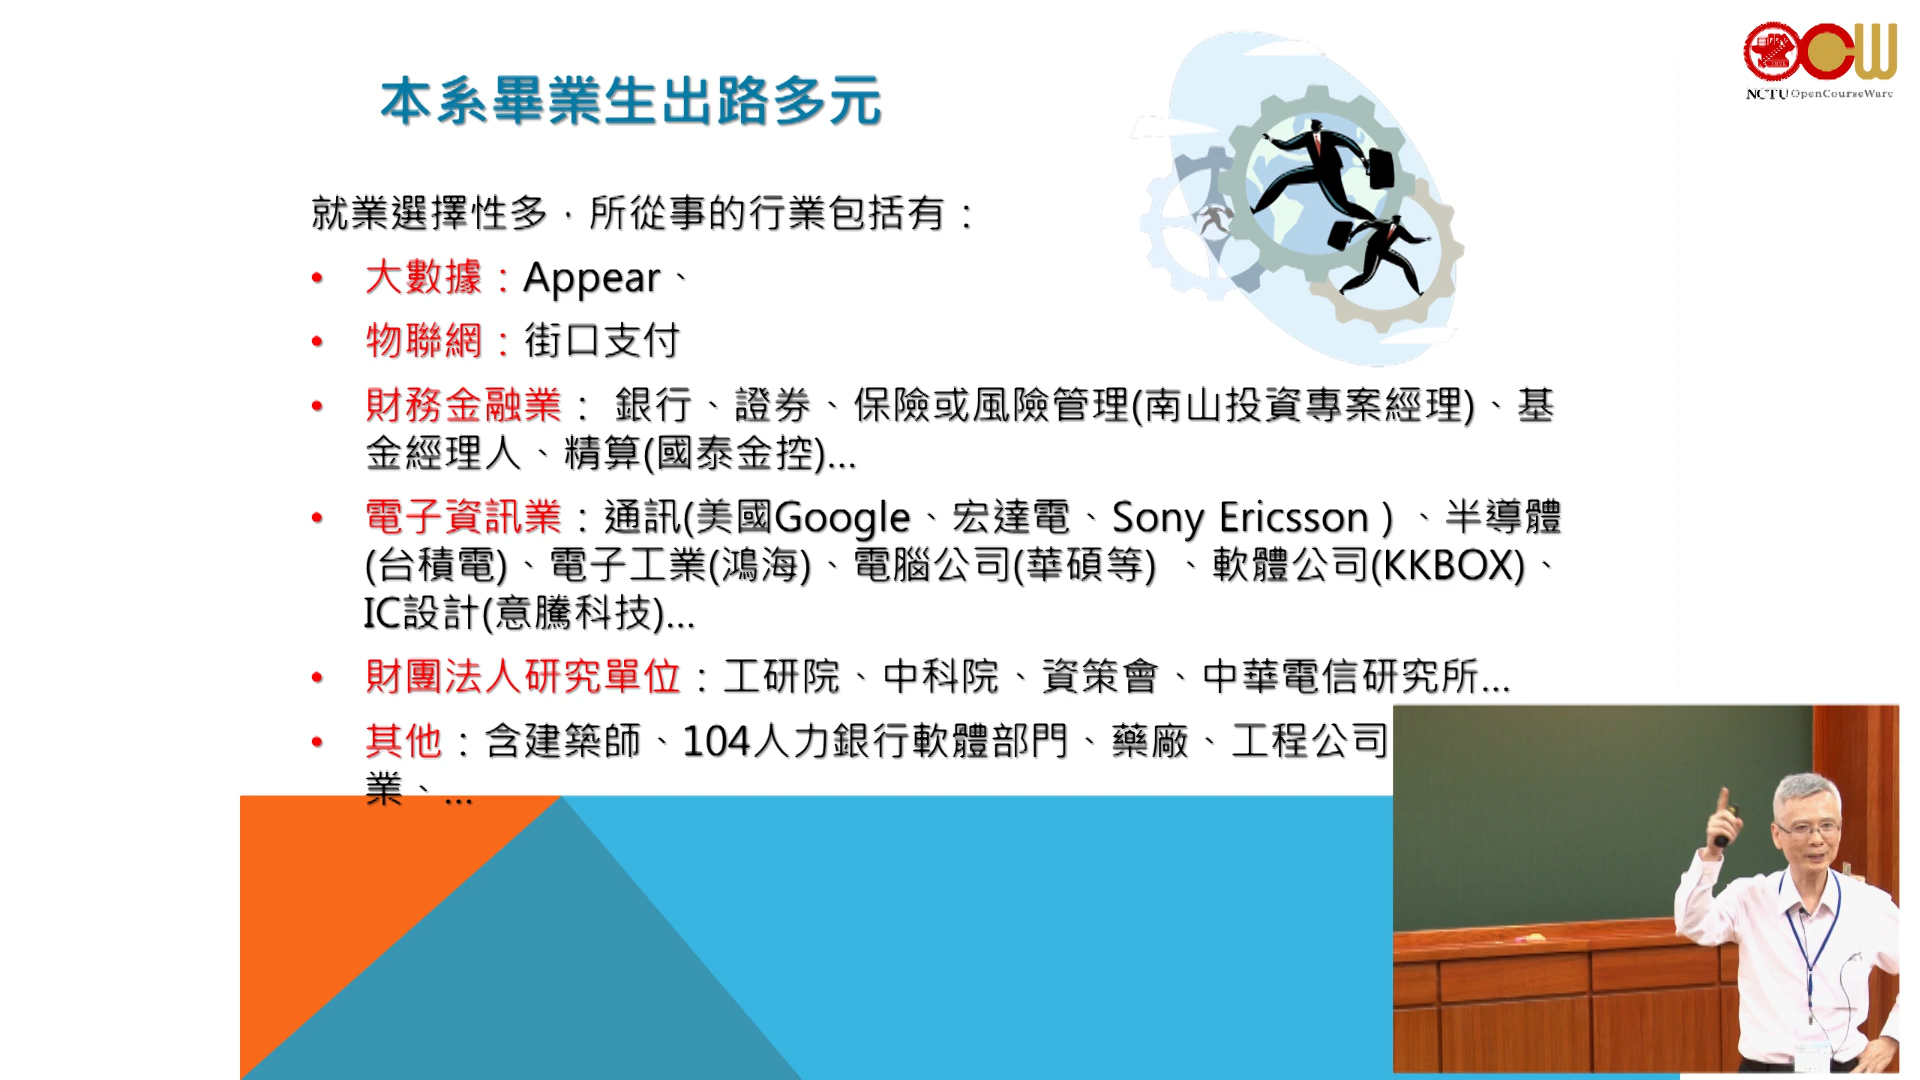 NCTU OpenCourseWare
本系畢業生出路多元
就業選擇性多，所從事的行業包括有：
• 大數據：Appear、
• 物聯網：街口支付
• 財務金融業： 銀行、證券、保險或風險管理(南山投資專案經理)、基
金經理人、精算(國泰金控)...
• 電子資訊業：通訊(美國Google、宏達電、Sony Ericsson ) 、半導體
(台積電)、電子工業(鴻海)、電腦公司(華碩等) 、軟體公司(KKBOX)、
IC設計(意騰科技)...
• 財團法人研究單位：工研院、中科院、資策會、中華電信研究所...
• 其他：含建築師、104人力銀行軟體部門、藥廠、工程公司
業、...